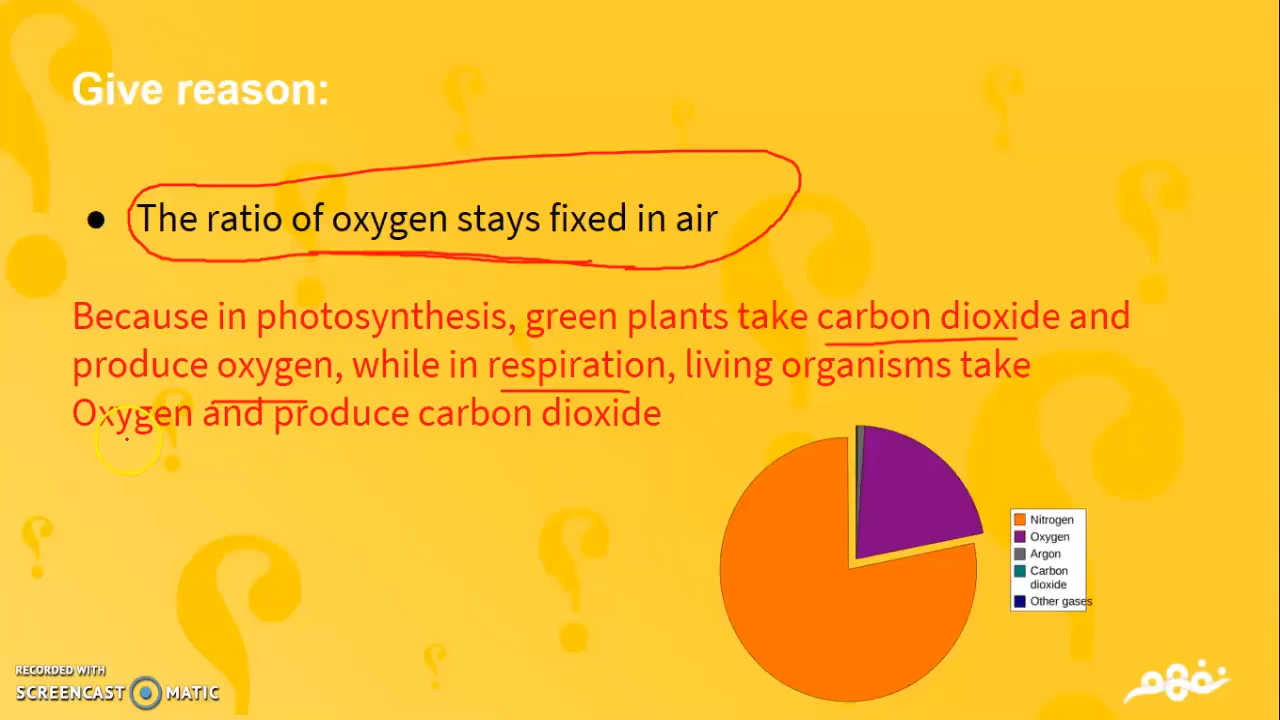 Give reason:
● The ratio of oxygen stays fixed in air
Because in photosynthesis, green plants take carbon dioxide and
produce oxygen, while in respiration, living organisms take
Oxygen and produce carbon dioxide
Nitrogen
Oxygen
Argon
Carbon
dioxide
Other gases
RECORDED WITH
SCREENCAST MATIC
نفهم